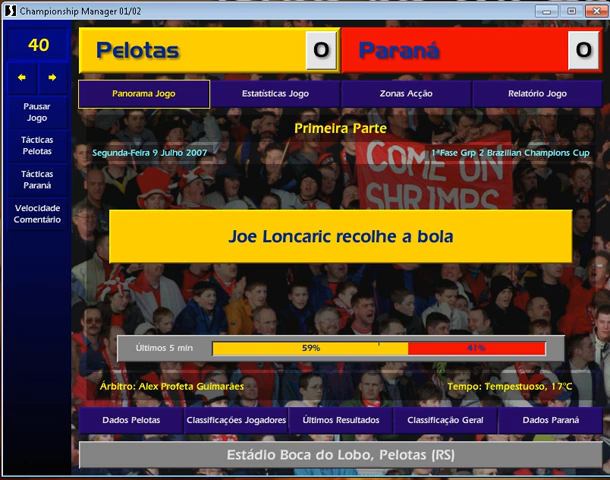 Championship Manager 01/02
40
Pelotas 0 Paraná 0
Pausar
Jogo
Tácticas
Pelotas
Tácticas
Paraná
Velocidade
Comentário
Panorama Jogo Estatísticas Jogo Zonas Acção Relatório Jogo
Primeira Parte
Segunda-Feira 9 Julho 2007 1ªFase Grp 2 Brazilian Champions Cup
COME ON
SHRIMPS
Joe Loncaric recolhe a bola
Últimos 5 min 59% 41%
Árbitro: Alex Profeta Guimarães Tempo: Tempestuoso, 17°C
Dados Pelotas Classificações Jogadores Últimos Resultados Classificação Geral Dados Paraná
Estádio Boca do Lobo, Pelotas (RS)